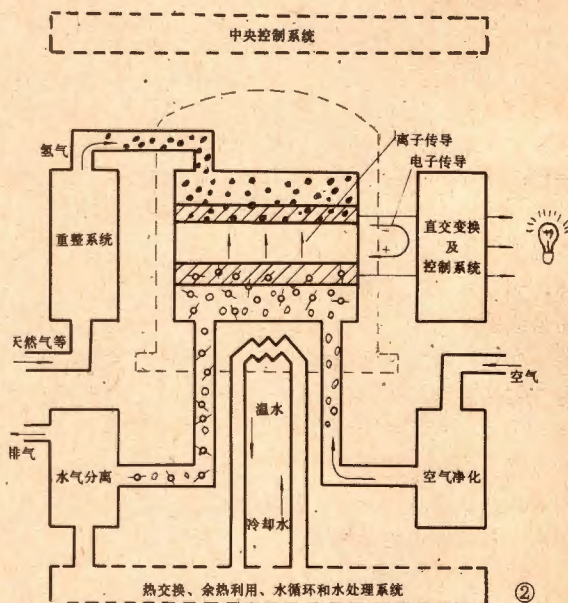 中央控制系统
氢气
离子传导
电子传导
重整系统
直交变换
及
控制系统
天然气等
空气
温水
排气
水气分离
空气净化
冷却水
热交换、余热利用、水循环和水处理系统
②